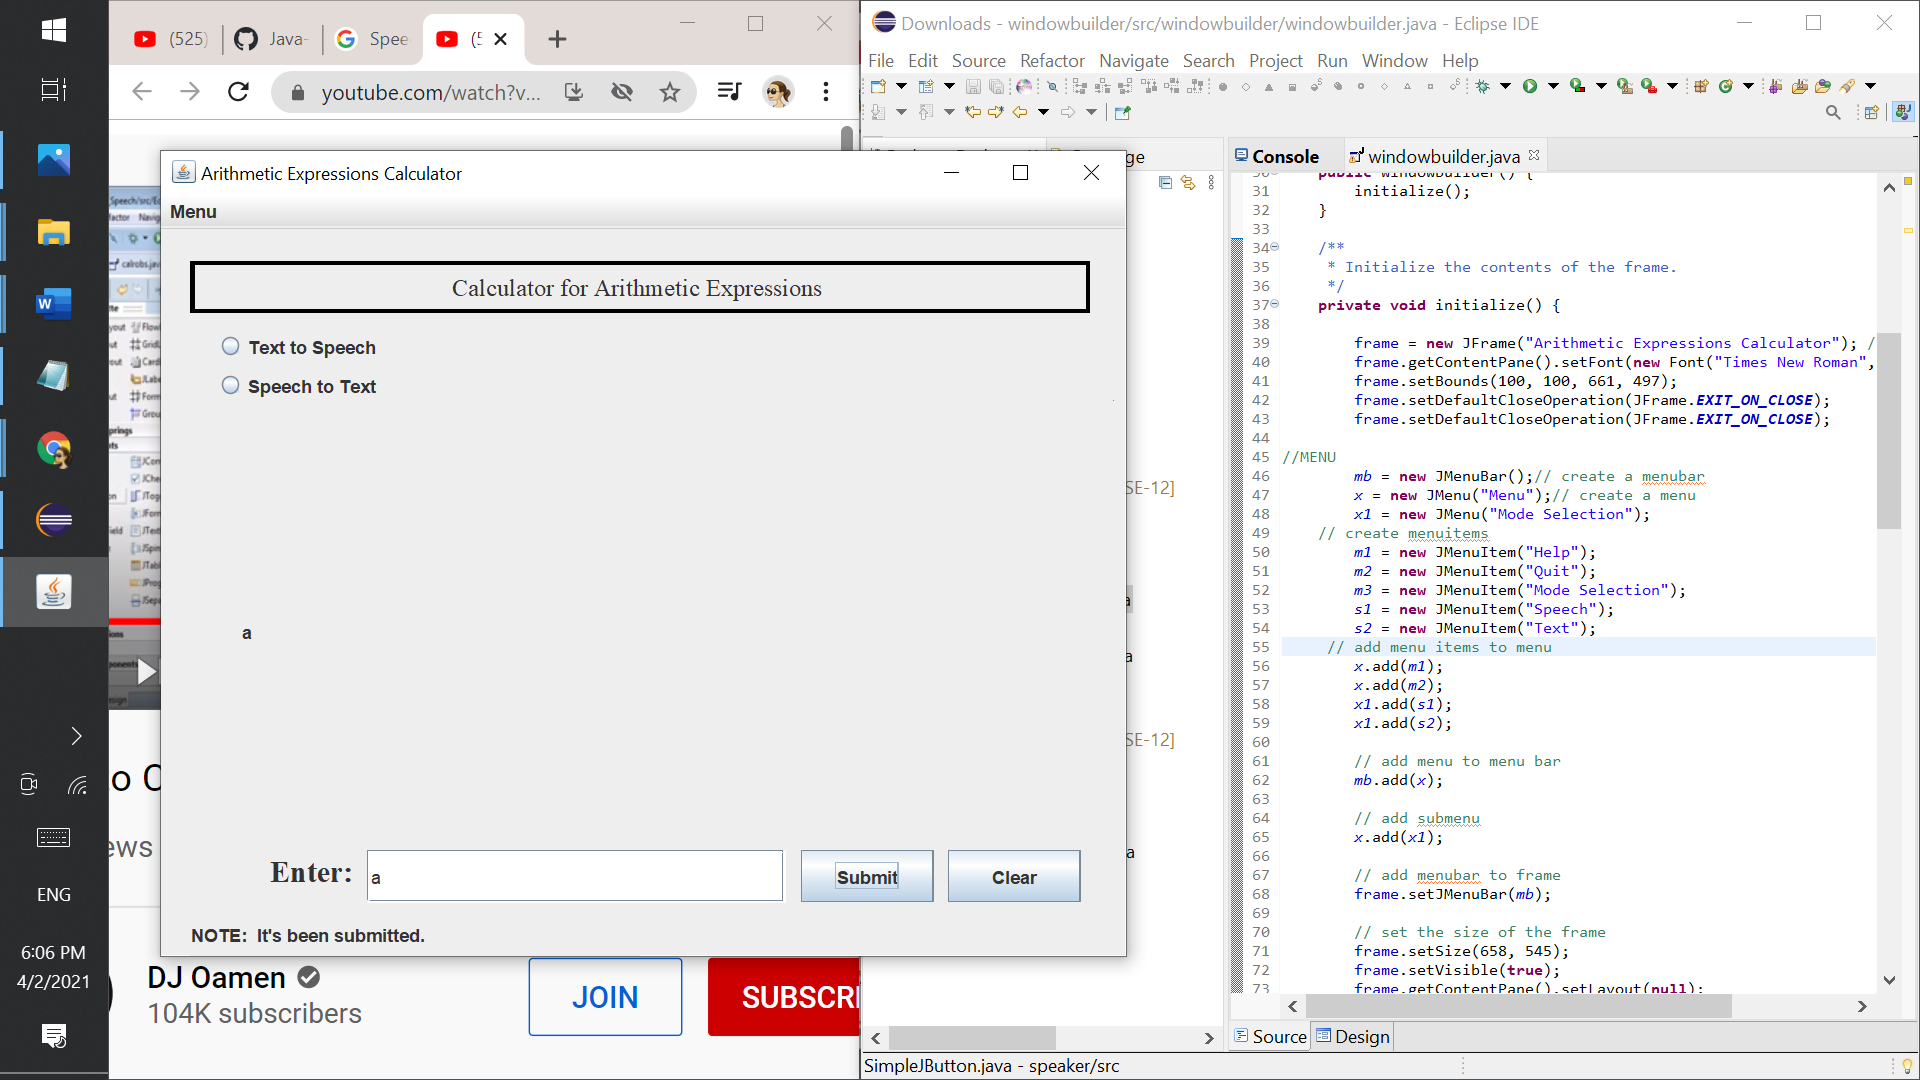 (525)
Java-
Spee
(5
youtube.com/watch?v...
Downloads - windowbuilder/src/windowbuilder/windowbuilder.java - Eclipse IDE
File Edit Source Refactor Navigate Search Project Run Window Help
Arithmetic Expressions Calculator
Menu
Calculator for Arithmetic Expressions
Text to Speech
Speech to Text
a
Enter: a
Submit
Clear
NOTE: It's been submitted.
ge
SE-12]
a
a
SE-12]
a
Console
windowbuilder.java
30 public windowbuilder() {
31 initialize();
32 }
33
34 /**
35 * Initialize the contents of the frame.
36 */
37 private void initialize() {
38
39 frame = new JFrame("Arithmetic Expressions Calculator"); /
40 frame.getContentPane().setFont(new Font("Times New Roman",
41 frame.setBounds(100, 100, 661, 497);
42 frame.setDefaultCloseOperation(JFrame.EXIT_ON_CLOSE);
43 frame.setDefaultCloseOperation(JFrame.EXIT_ON_CLOSE);
44
45 //MENU
46 mb = new JMenuBar();// create a menubar
47 x = new JMenu("Menu");// create a menu
48 x1 = new JMenu("Mode Selection");
49 // create menuitems
50 m1 = new JMenuItem("Help");
51 m2 = new JMenuItem("Quit");
52 m3 = new JMenuItem("Mode Selection");
53 s1 = new JMenuItem("Speech");
54 s2 = new JMenuItem("Text");
55 // add menu items to menu
56 x.add(m1);
57 x.add(m2);
58 x1.add(s1);
59 x1.add(s2);
60
61 // add menu to menu bar
62 mb.add(x);
63
64 // add submenu
65 x.add(x1);
66
67 // add menubar to frame
68 frame.setJMenuBar(mb);
69
70 // set the size of the frame
71 frame.setSize(658, 545);
72 frame.setVisible(true);
73 frame.getContentPane().setLayout(null);
Source
Design
SimpleJButton.java - speaker/src
o C
ews
DJ Oamen
104K subscribers
JOIN
SUBSCRI
ENG
6:06 PM
4/2/2021